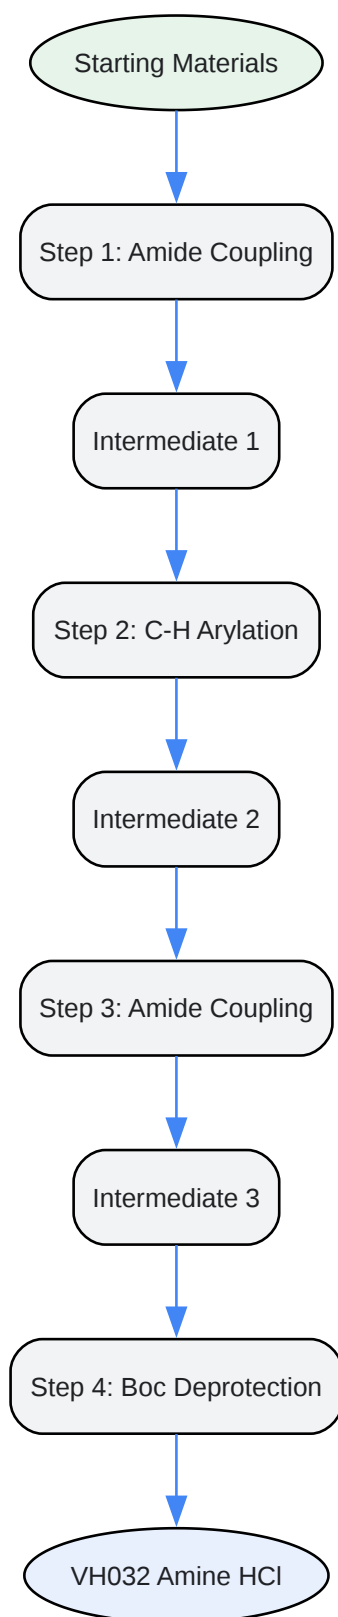 Starting Materials
Step 1: Amide Coupling
Intermediate 1
Step 2: C-H Arylation
Intermediate 2
Step 3: Amide Coupling
Intermediate 3
Step 4: Boc Deprotection
VH032 Amine HCl